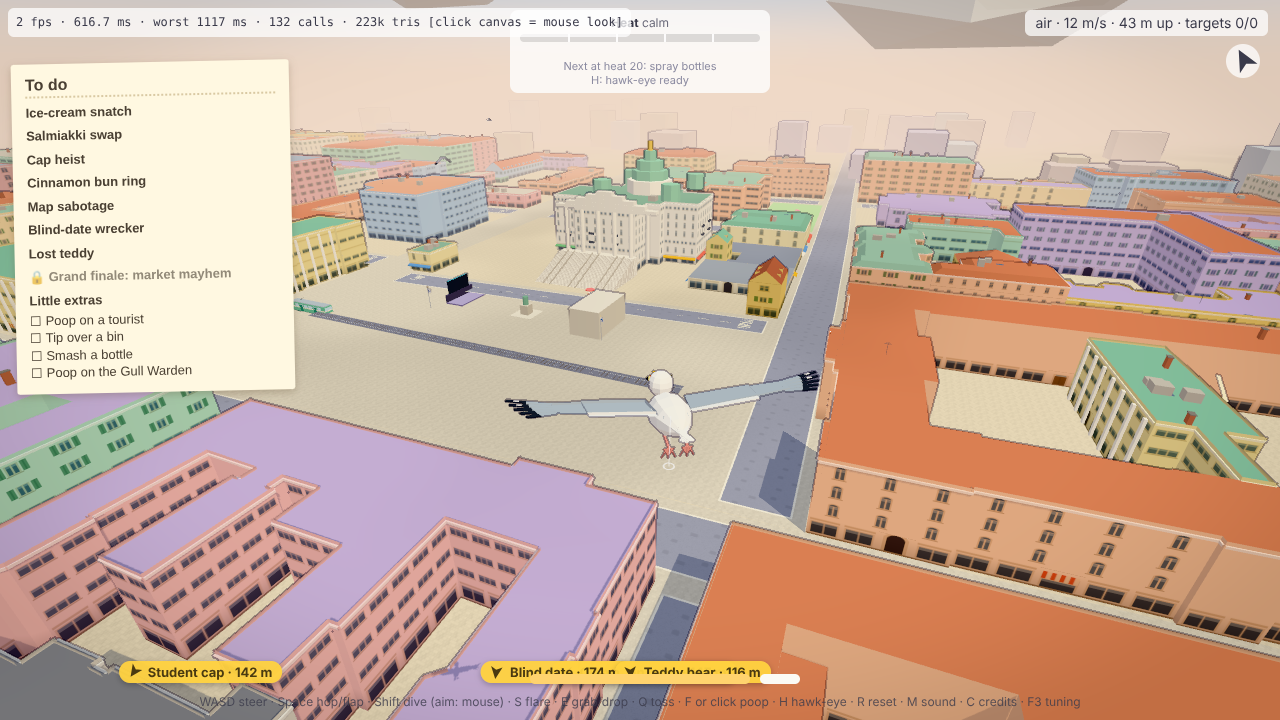 2 fps · 616.7 ms · worst 1117 ms · 132 calls · 223k tris [click canvas = mouse look]
calm
Next at heat 20: spray bottles
H: hawk-eye ready
air · 12 m/s · 43 m up · targets 0/0
To do
Ice-cream snatch
Salmiakki swap
Cap heist
Cinnamon bun ring
Map sabotage
Blind-date wrecker
Lost teddy
🔒 Grand finale: market mayhem
Little extras
☐ Poop on a tourist
☐ Tip over a bin
☐ Smash a bottle
☐ Poop on the Gull Warden
Student cap · 142 m
Blind date · 174 m
Teddy bear · 116 m
WASD steer · Space hop/flap · Shift dive (aim: mouse) · S flare · E grab/drop · Q toss · F or click poop · H hawk-eye · R reset · M sound · C credits · F3 tuning